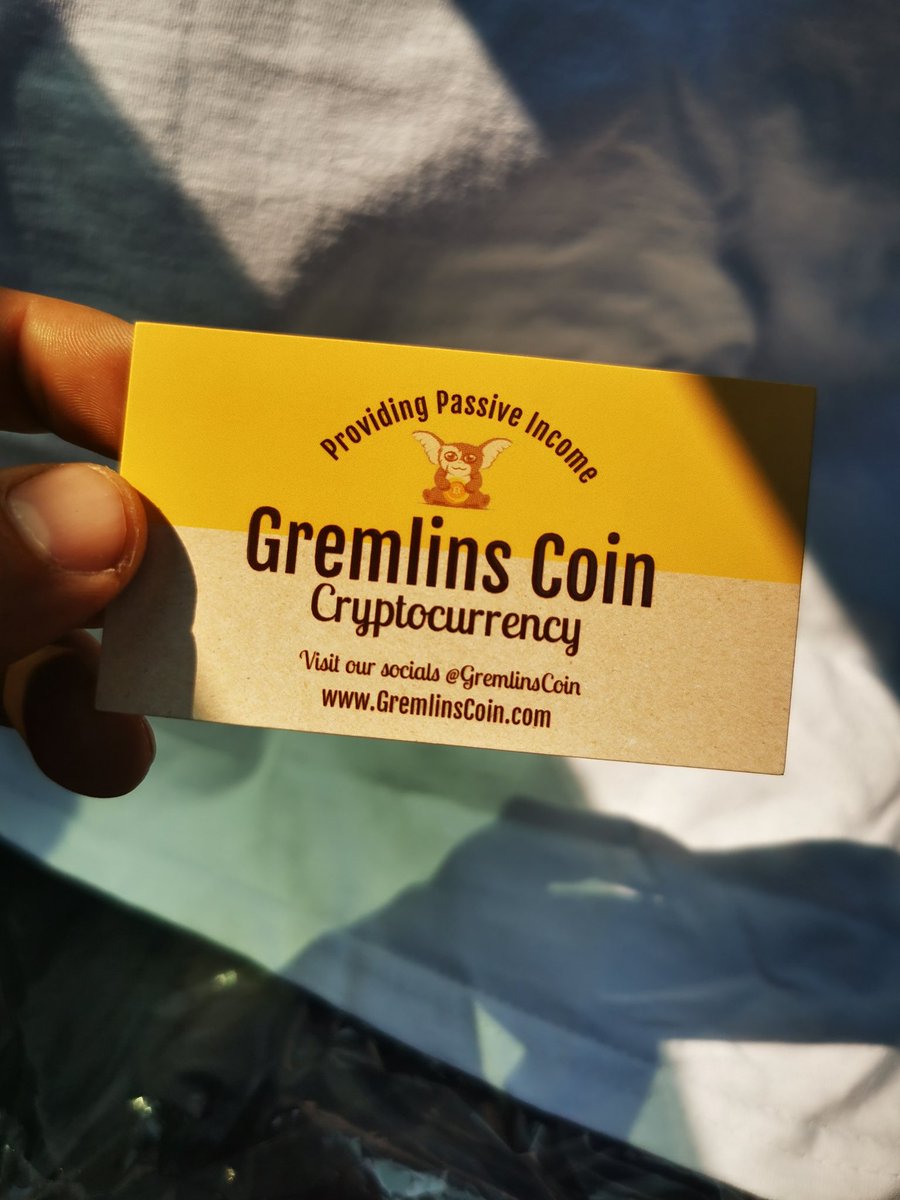 Providing Passive Income
Gremlins Coin
Cryptocurrency
Visit our socials @GremlinsCoin
www.GremlinsCoin.com